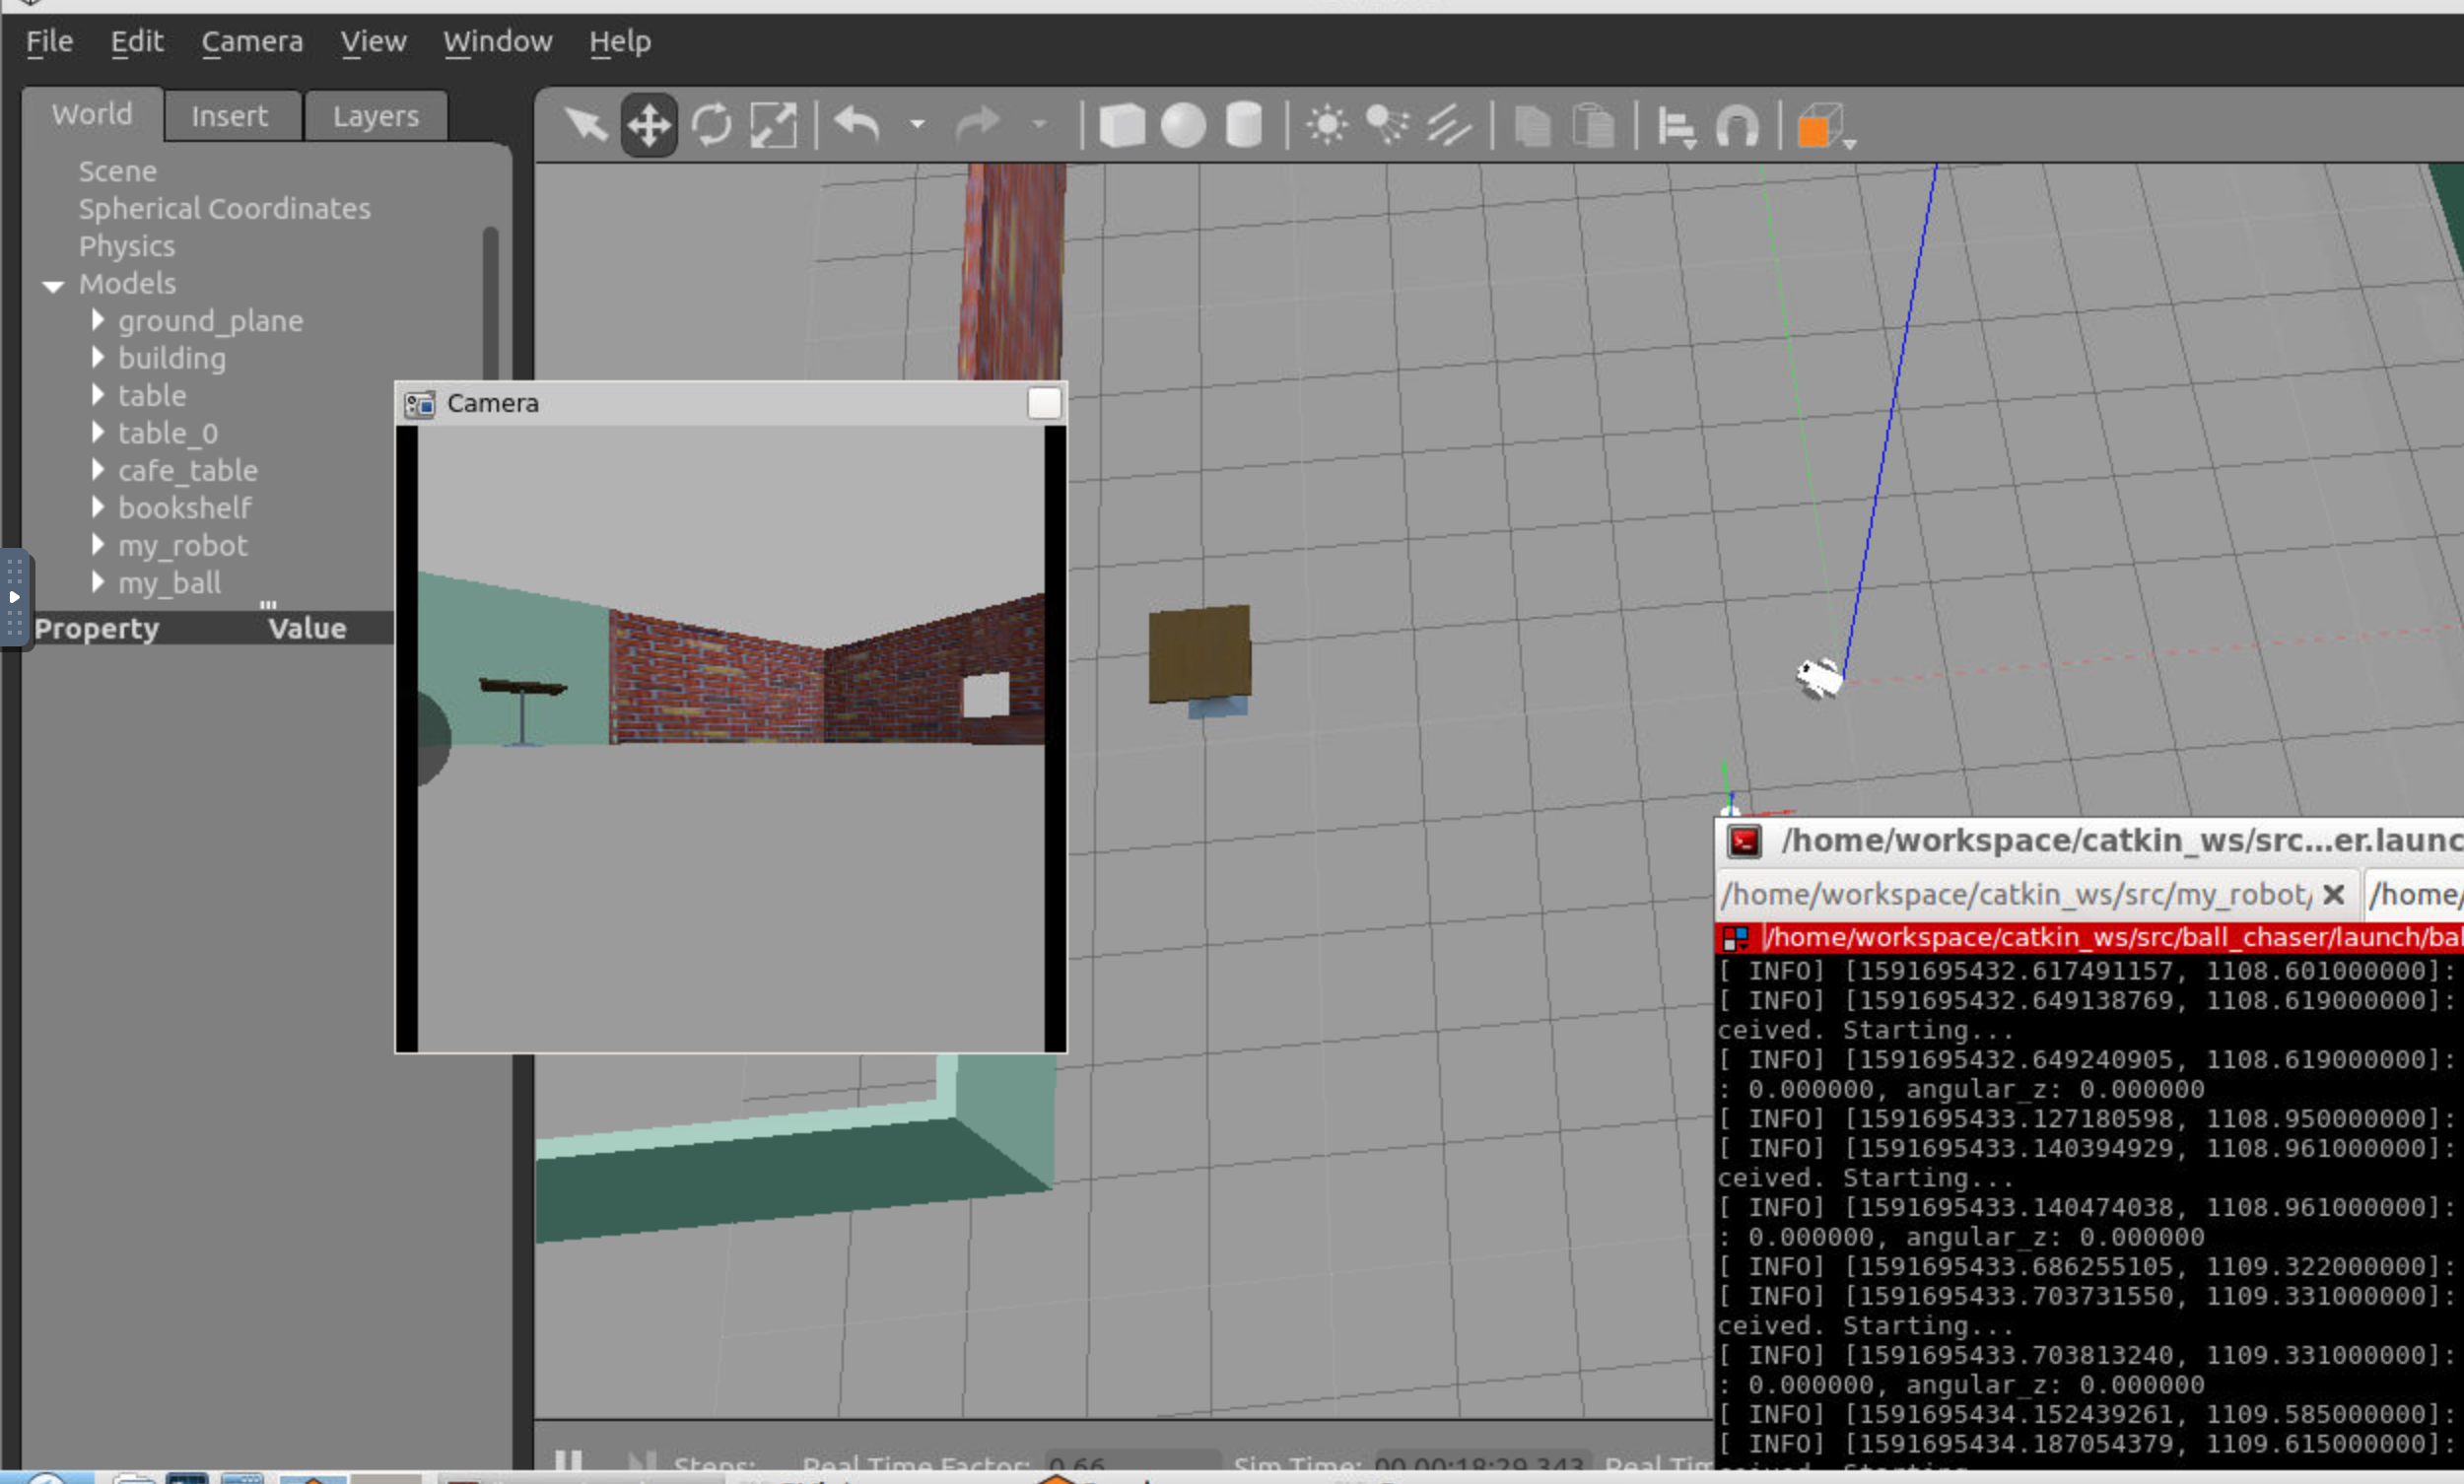 File Edit Camera View Window Help
World Insert Layers
Scene
Spherical Coordinates
Physics
Models
ground_plane
building
table
table_0
cafe_table
bookshelf
my_robot
my_ball
Property Value
Camera
/home/workspace/catkin_ws/src...er.launc
/home/workspace/catkin_ws/src/my_robot/ /home/
/home/workspace/catkin_ws/src/ball_chaser/launch/bal
[ INFO] [1591695432.617491157, 1108.601000000]:
[ INFO] [1591695432.649138769, 1108.619000000]:
ceived. Starting...
[ INFO] [1591695432.649240905, 1108.619000000]:
: 0.000000, angular_z: 0.000000
[ INFO] [1591695433.127180598, 1108.950000000]:
[ INFO] [1591695433.140394929, 1108.961000000]:
ceived. Starting...
[ INFO] [1591695433.140474038, 1108.961000000]:
: 0.000000, angular_z: 0.000000
[ INFO] [1591695433.686255105, 1109.322000000]:
[ INFO] [1591695433.703731550, 1109.331000000]:
ceived. Starting...
[ INFO] [1591695433.703813240, 1109.331000000]:
: 0.000000, angular_z: 0.000000
[ INFO] [1591695434.152439261, 1109.585000000]:
[ INFO] [1591695434.187054379, 1109.615000000]:
ceived. Starting...
Steps: Real Time Factor: 0.66 Sim Time: 00 00:18:29.343 Real Tim